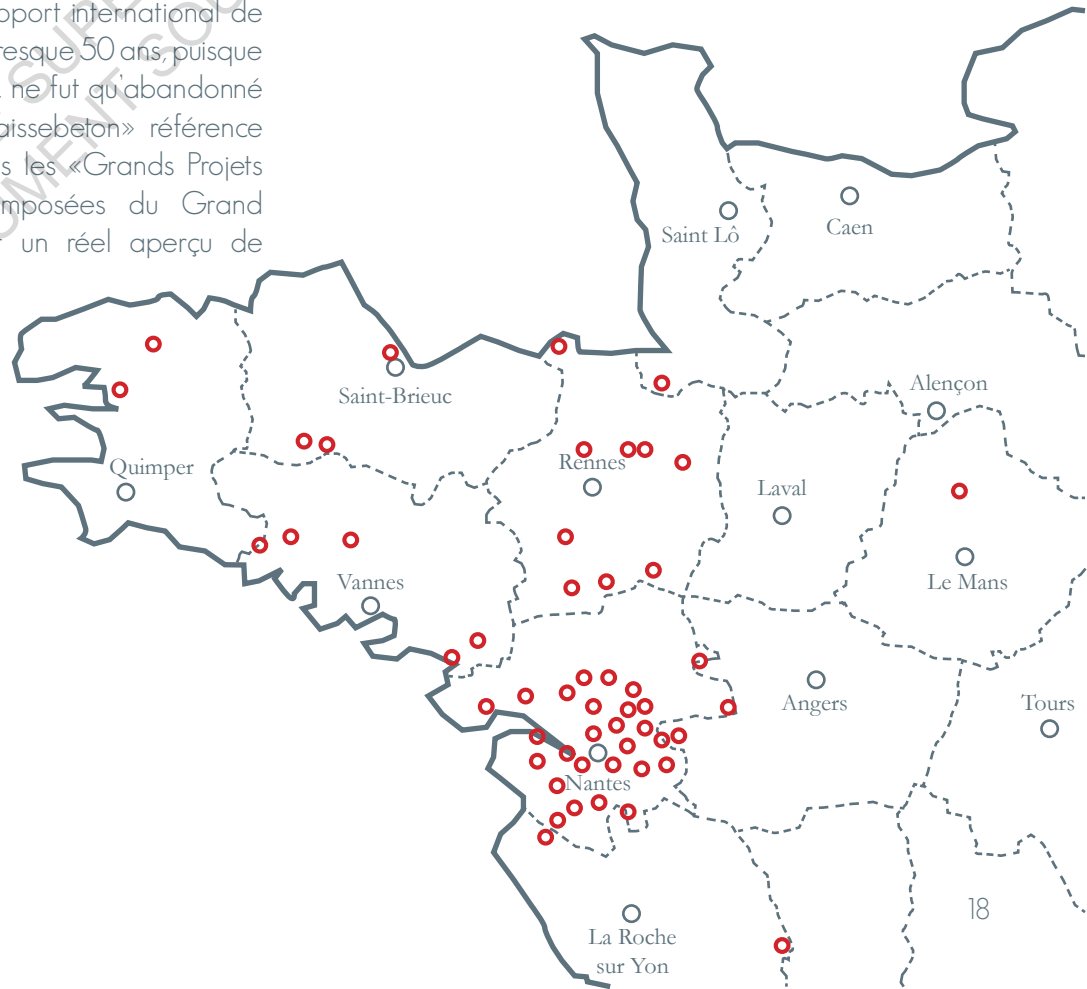 port international de
resque 50 ans, puisque
ne fut qu'abandonné
aissebeton» référence
s les «Grands Projets
mposées du Grand
un réel aperçu de
Saint Lô
Caen
Saint-Brieuc
Alençon
Quimper
Rennes
Laval
Vannes
Le Mans
Angers
Tours
Nantes
La Roche
sur Yon
18